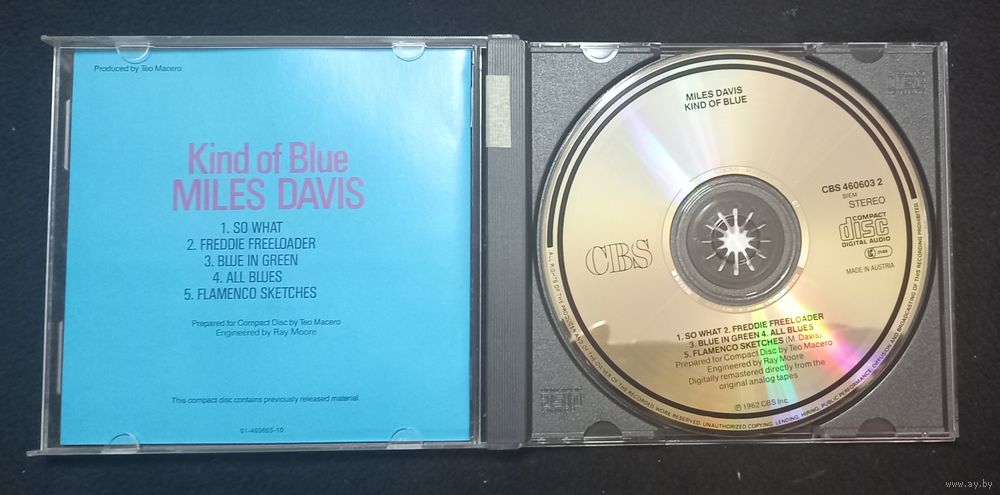 Produced by Teo Macero
Kind of Blue
MILES DAVIS
1. SO WHAT
2. FREDDIE FREELOADER
3. BLUE IN GREEN
4. ALL BLUES
5. FLAMENCO SKETCHES
Prepared for Compact Disc by Teo Macero
Engineered by Ray Moore
This compact disc contains previously released material.
01-460603-10
MILES DAVIS
KIND OF BLUE
CBS 460603 2
BIEM
STEREO
COMPACT
disc
DIGITAL AUDIO
MADE IN AUSTRIA
CBS
1. SO WHAT 2. FREDDIE FREELOADER
3. BLUE IN GREEN 4. ALL BLUES
5. FLAMENCO SKETCHES (M. Davis)
Prepared for Compact Disc by Teo Macero
Engineered by Ray Moore
Digitally remastered directly from the
original analog tapes
℗ 1962 CBS Inc.
ALL RIGHTS OF THE PRODUCER AND OF THE OWNER OF THE RECORDED WORK RESERVED. UNAUTHORIZED COPYING, LENDING, HIRING, PUBLIC PERFORMANCE, DIFFUSION AND BROADCASTING OF THIS RECORDING PROHIBITED.
www.ay.by